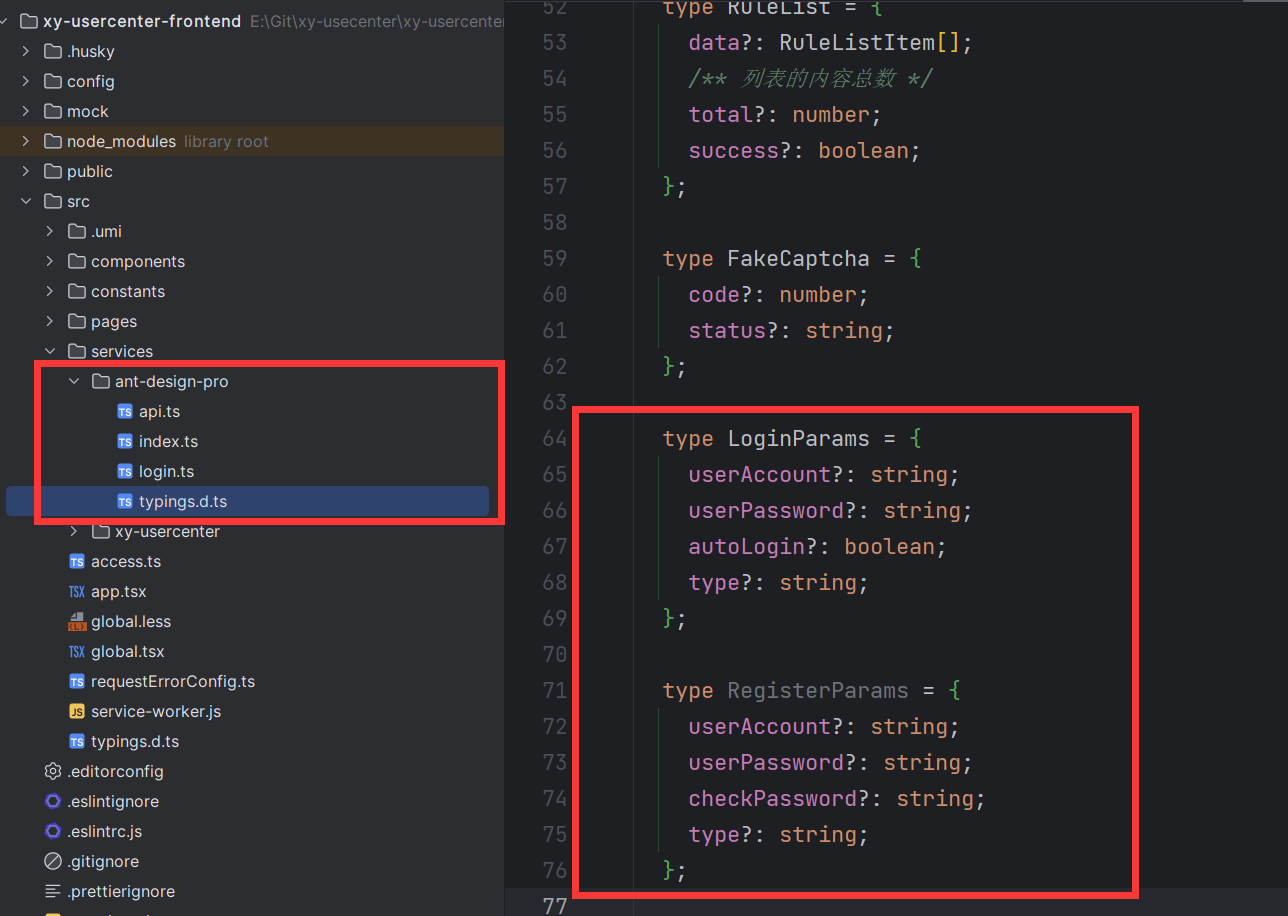 xy-usercenter-frontend E:\Git\xy-usecenter\xy-usercenter
.husky
config
mock
node_modules library root
public
src
.umi
components
constants
pages
services
ant-design-pro
TS api.ts
TS index.ts
TS login.ts
TS typings.d.ts
xy-usercenter
TS access.ts
TSX app.tsx
{L} global.less
TSX global.tsx
TS requestErrorConfig.ts
JS service-worker.js
TS typings.d.ts
.editorconfig
.eslintignore
.eslintrc.js
.gitignore
.prettierignore
52 type RuleList = {
53 data?: RuleListItem[];
54 /** 列表的内容总数 */
55 total?: number;
56 success?: boolean;
57 };
58
59 type FakeCaptcha = {
60 code?: number;
61 status?: string;
62 };
63
64 type LoginParams = {
65 userAccount?: string;
66 userPassword?: string;
67 autoLogin?: boolean;
68 type?: string;
69 };
70
71 type RegisterParams = {
72 userAccount?: string;
73 userPassword?: string;
74 checkPassword?: string;
75 type?: string;
76 };
77